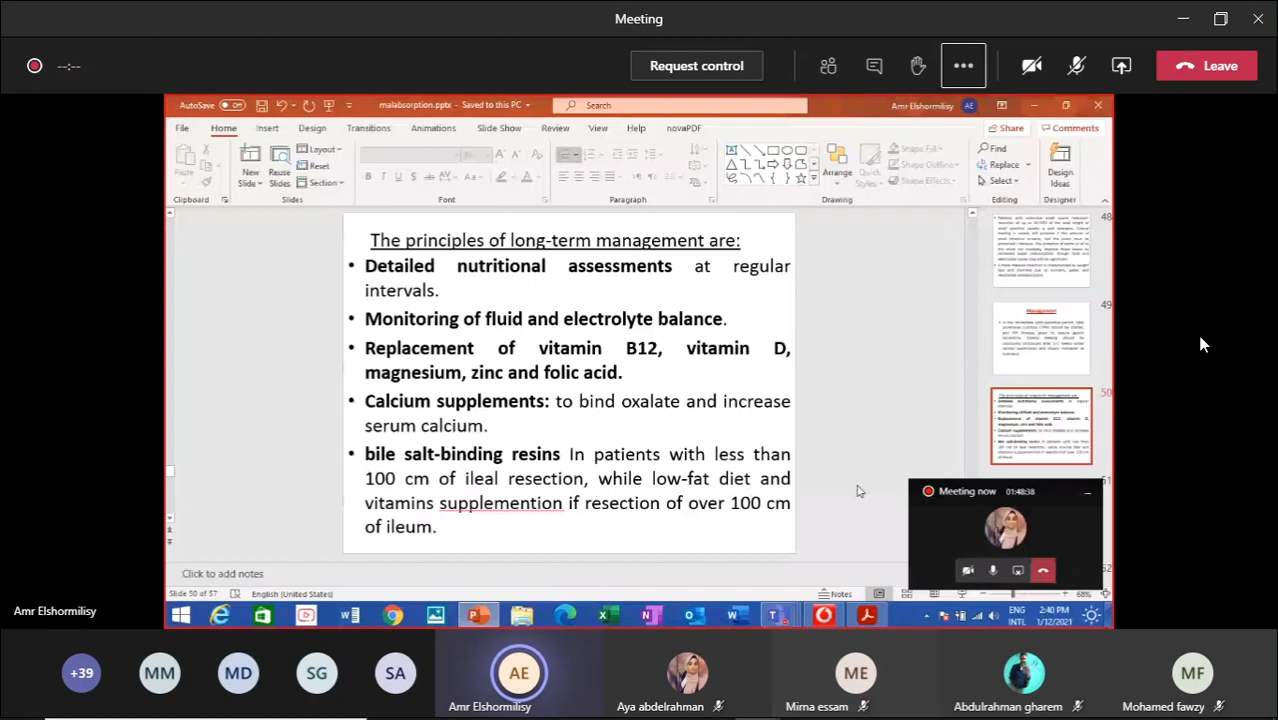 Meeting
--:--
Request control
Leave
AutoSave
Off
malabsorption.pptx - Saved to this PC
Search
Amr Elshormilisy
AE
File
Home
Insert
Design
Transitions
Animations
Slide Show
Review
View
Help
novaPDF
Share
Comments
Paste
New
Slide
Reuse
Slides
Layout
Reset
Section
Shape Fill
Shape Outline
Shape Effects
Arrange
Quick
Styles
Find
Replace
Select
Design
Ideas
Clipboard
Slides
Font
Paragraph
Drawing
Editing
Designer
The principles of long-term management are:
Detailed nutritional assessments at regular
intervals.
• Monitoring of fluid and electrolyte balance.
• Replacement of vitamin B12, vitamin D,
magnesium, zinc and folic acid.
• Calcium supplements: to bind oxalate and increase
serum calcium.
• Bile salt-binding resins In patients with less than
100 cm of ileal resection, while low-fat diet and
vitamins supplemention if resection of over 100 cm
of ileum.
48
49
Management
50
Meeting now 01:48:38
Click to add notes
Slide 50 of 57
English (United States)
Notes
68%
ENG
INTL
2:40 PM
1/12/2021
Amr Elshormilisy
+39
MM
MD
SG
SA
AE
Amr Elshormilisy
Aya abdelrahman
ME
Mirna essam
Abdulrahman gharem
MF
Mohamed fawzy